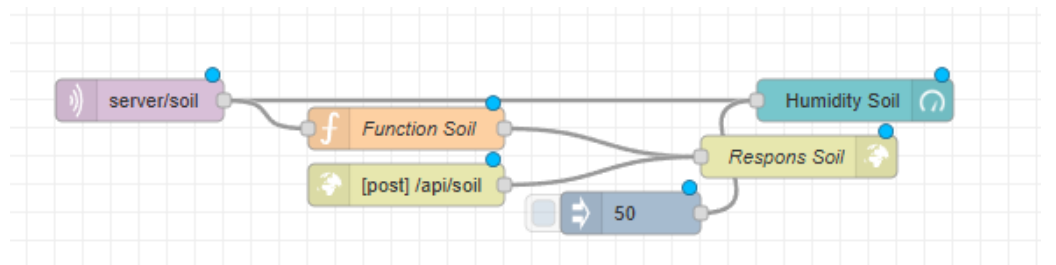 server/soil
Humidity Soil
Function Soil
Respons Soil
[post] /api/soil
50